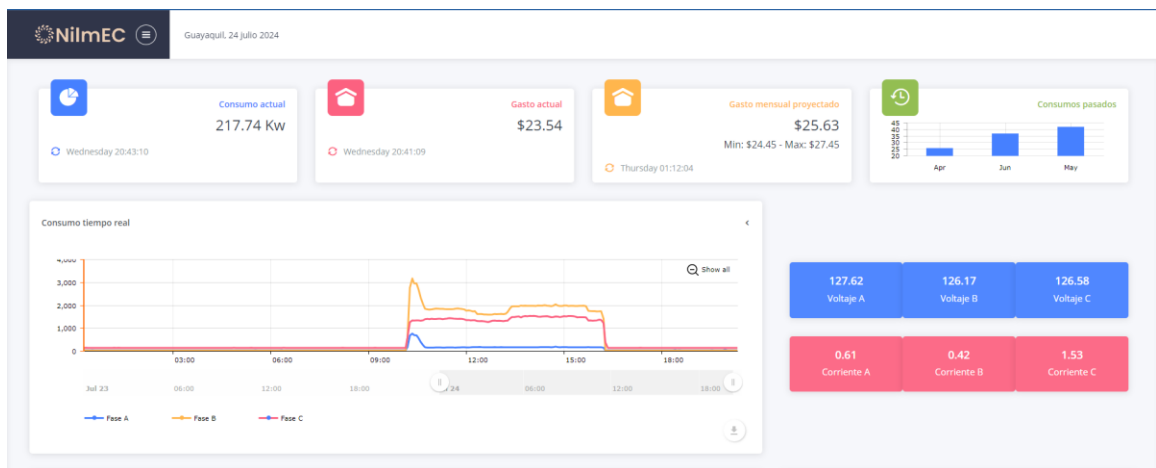 NilmEC
Guayaquil, 24 julio 2024
Consumo actual
217.74 Kw
Wednesday 20:43:10
Gasto actual
$23.54
Wednesday 20:41:09
Gasto mensual proyectado
$25.63
Min: $24.45 - Max: $27.45
Thursday 01:12:04
Consumos pasados
45
40
35
30
25
20
Apr Jun May
Consumo tiempo real
4,000
3,000
2,000
1,000
0
Show all
03:00 06:00 09:00 12:00 15:00 18:00
Jul 23 06:00 12:00 18:00 24 06:00 12:00 18:00
Fase A Fase B Fase C
127.62 126.17 126.58
Voltaje A Voltaje B Voltaje C
0.61 0.42 1.53
Corriente A Corriente B Corriente C